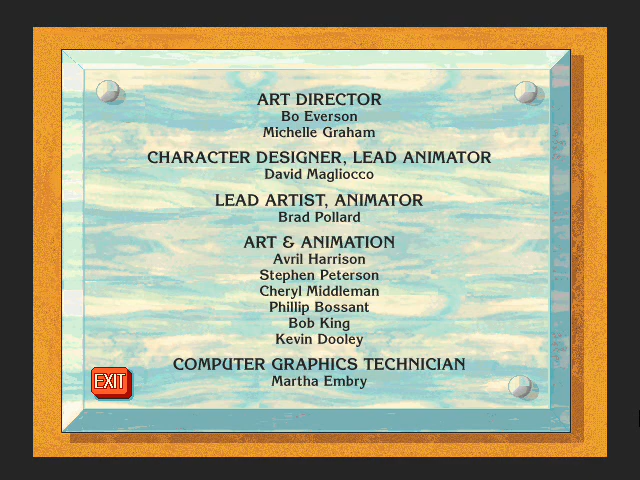 ART DIRECTOR
Bo Everson
Michelle Graham
CHARACTER DESIGNER, LEAD ANIMATOR
David Magliocco
LEAD ARTIST, ANIMATOR
Brad Pollard
ART & ANIMATION
Avril Harrison
Stephen Peterson
Cheryl Middleman
Phillip Bossant
Bob King
Kevin Dooley
COMPUTER GRAPHICS TECHNICIAN
Martha Embry
EXIT